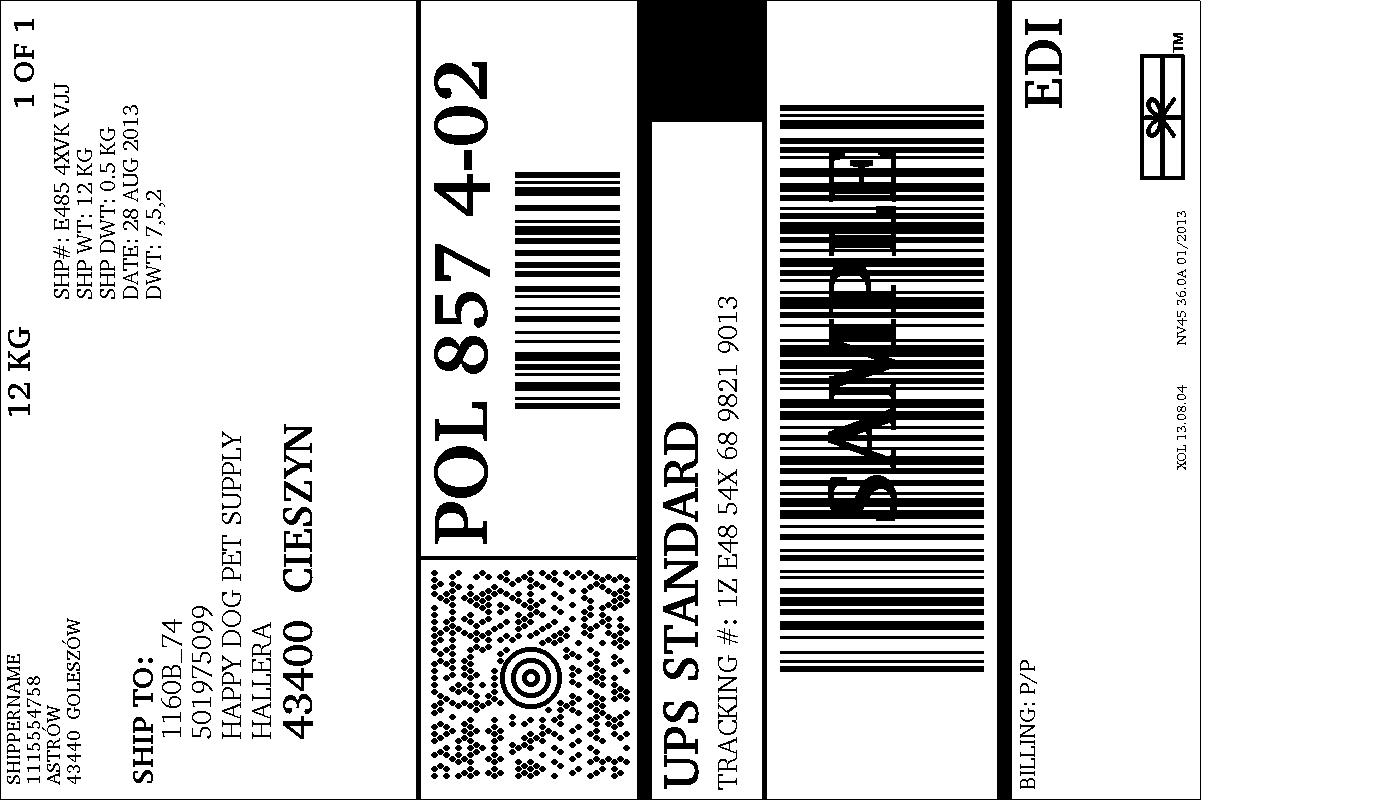 SHIPPERNAME
1115554758
ASTRÓW
43440 GOLESZÓW
12 KG
1 OF 1
SHP#: E485 4XVK VJJ
SHP WT: 12 KG
SHP DWT: 0.5 KG
DATE: 28 AUG 2013
DWT: 7,5,2
SHIP TO:
1160B_74
501975099
HAPPY DOG PET SUPPLY
HALLERA
43400 CIESZYN
POL 857 4-02
UPS STANDARD
TRACKING #: 1Z E48 54X 68 9821 9013
SAMPLE
BILLING: P/P
EDI
XOL 13.08.04 NV45 36.0A 01/2013
TM